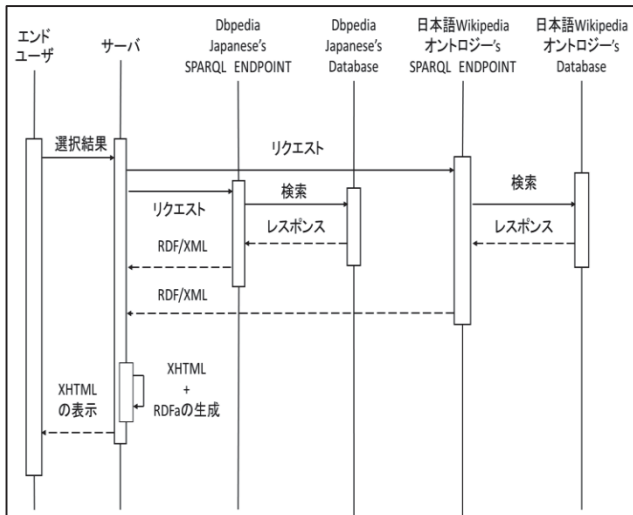 エンド
ユーザ
サーバ
Dbpedia
Japanese's
SPARQL ENDPOINT
Dbpedia
Japanese's
Database
日本語Wikipedia
オントロジー's
SPARQL ENDPOINT
日本語Wikipedia
オントロジー's
Database
選択結果
リクエスト
リクエスト
検索
検索
レスポンス
レスポンス
RDF/XML
RDF/XML
XHTML
+
RDFaの生成
XHTML
の表示